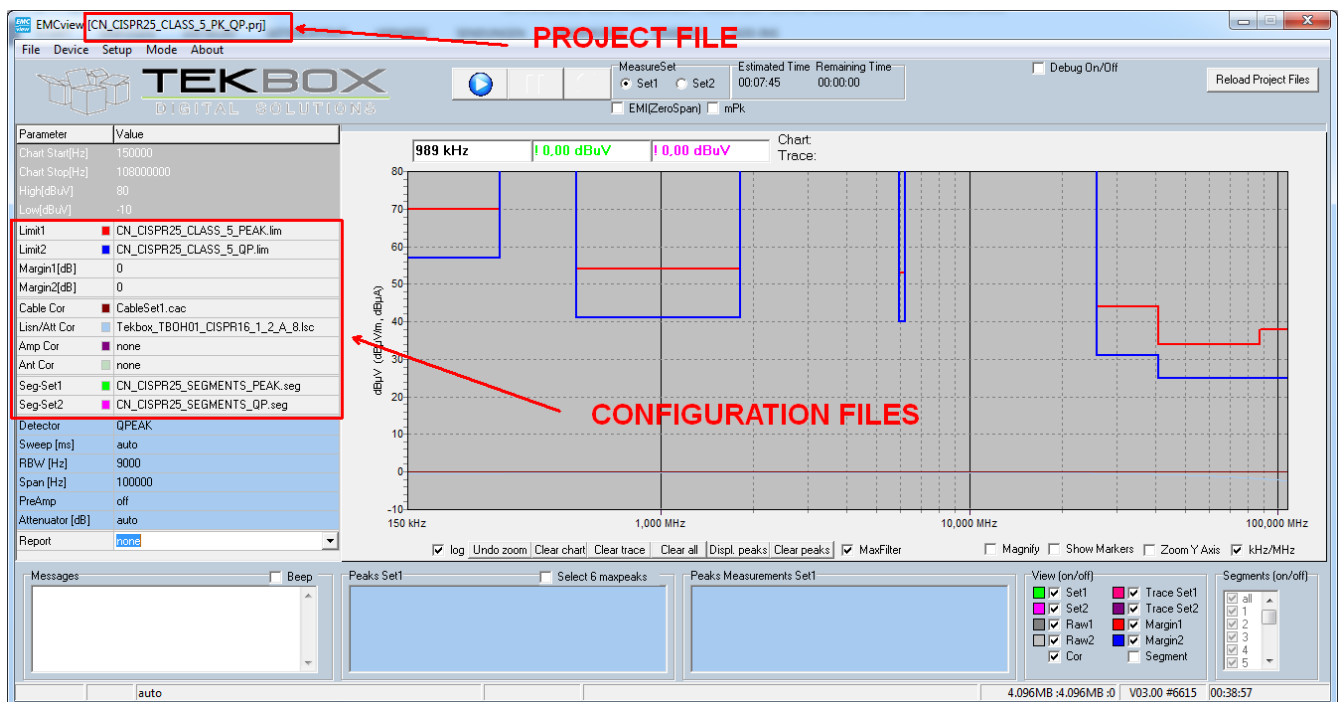 EMCview [CN_CISPR25_CLASS_5_PK_QP.prj]
PROJECT FILE
File Device Setup Mode About
TEKBOX
DIGITAL SOLUTIONS
MeasureSet
Set1 Set2
Estimated Time Remaining Time
00:07:45 00:00:00
EMI(ZeroSpan) mPk
Debug On/Off
Reload Project Files
Parameter Value
Chart Start[Hz] 150000
Chart Stop[Hz] 108000000
High[dBuV] 80
Low[dBuV] -10
Limit1 CN_CISPR25_CLASS_5_PEAK.lim
Limit2 CN_CISPR25_CLASS_5_QP.lim
Margin1[dB] 0
Margin2[dB] 0
Cable Cor CableSet1.cac
Lisn/Att Cor Tekbox_TBOH01_CISPR16_1_2_A_8.lsc
Amp Cor none
Ant Cor none
Seg-Set1 CN_CISPR25_SEGMENTS_PEAK.seg
Seg-Set2 CN_CISPR25_SEGMENTS_QP.seg
Detector QPEAK
Sweep [ms] auto
RBW [Hz] 9000
Span [Hz] 100000
PreAmp off
Attenuator [dB] auto
Report none
989 kHz ! 0,00 dBuV ! 0,00 dBuV
Chart:
Trace:
dBµV (dBµV/m, dBµA)
80
70
60
50
40
30
20
10
0
-10
150 kHz 1,000 MHz 10,000 MHz 100,000 MHz
CONFIGURATION FILES
log Undo zoom Clear chart Clear trace Clear all Displ. peaks Clear peaks MaxFilter Magnify Show Markers Zoom Y Axis kHz/MHz
Messages Beep
Peaks Set1 Select 6 maxpeaks
Peaks Measurements Set1
View (on/off)
Set1 Trace Set1
Set2 Trace Set2
Raw1 Margin1
Raw2 Margin2
Cor Segment
Segments (on/off)
all
1
2
3
4
5
auto 4.096MB :4.096MB :0 V03.00 #6615 00:38:57